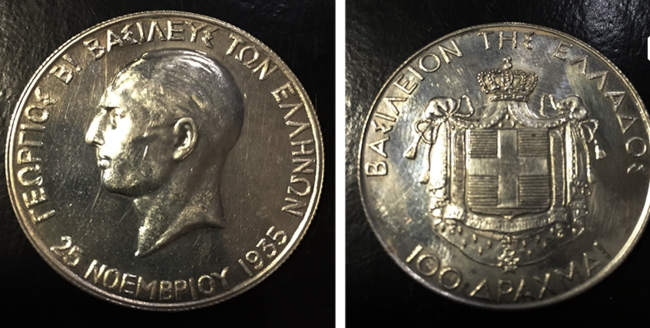 ΓΕΩΡΓΙΟΣ Β! ΒΑΣΙΛΕΥΣ ΤΩΝ ΕΛΛΗΝΩΝ
25 ΝΟΕΜΒΡΙΟΥ 1935
ΒΑΣΙΛΕΙΟΝ ΤΗΣ ΕΛΛΑΔΟΣ
100·ΔΡΑΧΜΑΙ